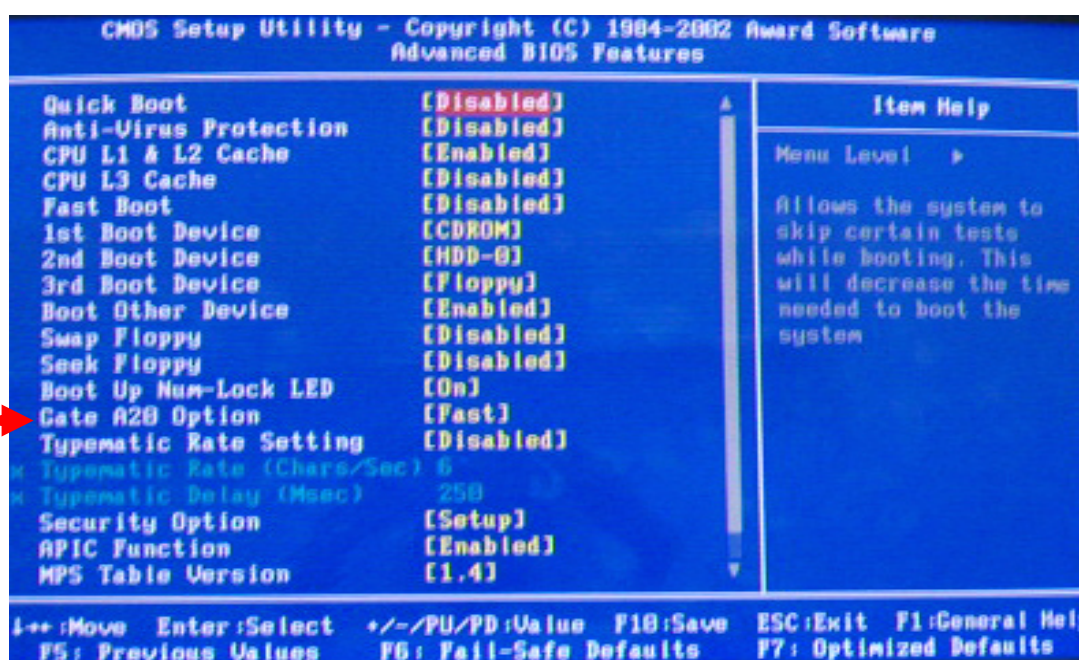 CMOS Setup Utility - Copyright (C) 1984-2002 Award Software
Advanced BIOS Features
Quick Boot [Disabled]
Anti-Virus Protection [Disabled]
CPU L1 & L2 Cache [Enabled]
CPU L3 Cache [Disabled]
Fast Boot [Disabled]
1st Boot Device [CDROM]
2nd Boot Device [HDD-0]
3rd Boot Device [Floppy]
Boot Other Device [Enabled]
Swap Floppy [Disabled]
Seek Floppy [Disabled]
Boot Up Num-Lock LED [On]
Gate A20 Option [Fast]
Typematic Rate Setting [Disabled]
x Typematic Rate (Chars/Sec) 6
x Typematic Delay (Msec) 250
Security Option [Setup]
APIC Function [Enabled]
MPS Table Version [1.4]
Item Help
Menu Level ▶
Allows the system to
skip certain tests
while booting. This
will decrease the time
needed to boot the
system
↓→←:Move Enter:Select +/-/PU/PD:Value F10:Save ESC:Exit F1:General Hel
F5: Previous Values F6: Fail-Safe Defaults F7: Optimized Defaults